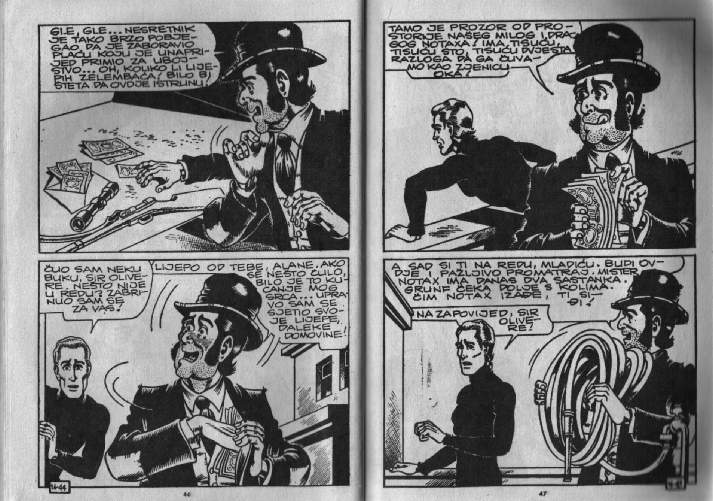 GLE, GLE... NESRETNIK
JE TAKO BRZO POBJE-
GAO, DA JE ZABORAVIO
PLAĆU KOJU JE UNAPRI-
JED PRIMIO ZA UBOJ-
STVO... A KOLIKO LI LIJE-
PIH ZELEMBAĆA! BILO BI
ŠTETA DA OVDJE ISTRUNU!
ČUO SAM NEKU
BUKU, SIR OLIVE-
RE. NEŠTO NIJE
U REDU? ZABRI-
NUO SAM SE
ZA VAS!
LIJEPO OD TEBE, ALANE. AKO
SE NEŠTO ČULO,
BILO JE TO KU-
CANJE MOGA
SRCA... UPRA-
VO SAM SE
SJETIO SVO-
JE LIJEPE,
DALEKE
DOMOVINE!
14-44
46
TAMO JE PROZOR OD PRO-
STORIJE NAŠEG MILOG I DRA-
GOG NOTAXA! IMA TISUĆU,
TISUĆU STO, TISUĆU DVJESTA
RAZLOGA DA GA ČUVA-
MO KAO ZJENICU
OKA!
A SAD SI TI NA REDU, MLADIĆU. BUDI OV-
DJE I PAŽLJIVO PROMATRAJ. MISTER
NOTAX IMA DANAS DVA SASTANKA.
GRUNF ČEKA S KOLIMA.
ČIM NOTAX IZAĐE, TI SI-
ĐI!
NA ZAPOVIJED, SIR
OLIVE-
RE!
47